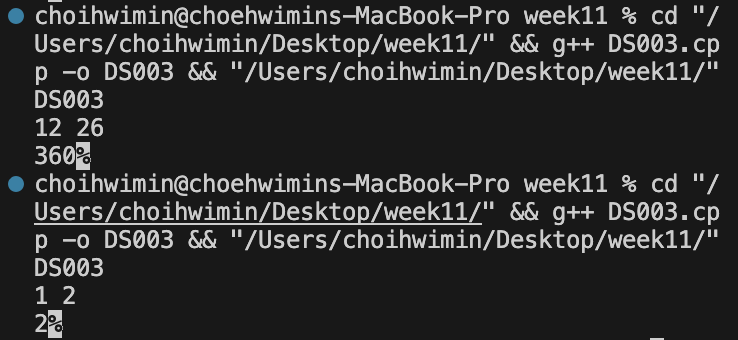 choihwimin@choehwimins-MacBook-Pro week11 % cd "/
Users/choihwimin/Desktop/week11/" && g++ DS003.cp
p -o DS003 && "/Users/choihwimin/Desktop/week11/"
DS003
12 26
360%
choihwimin@choehwimins-MacBook-Pro week11 % cd "/
Users/choihwimin/Desktop/week11/" && g++ DS003.cp
p -o DS003 && "/Users/choihwimin/Desktop/week11/"
DS003
1 2
2%